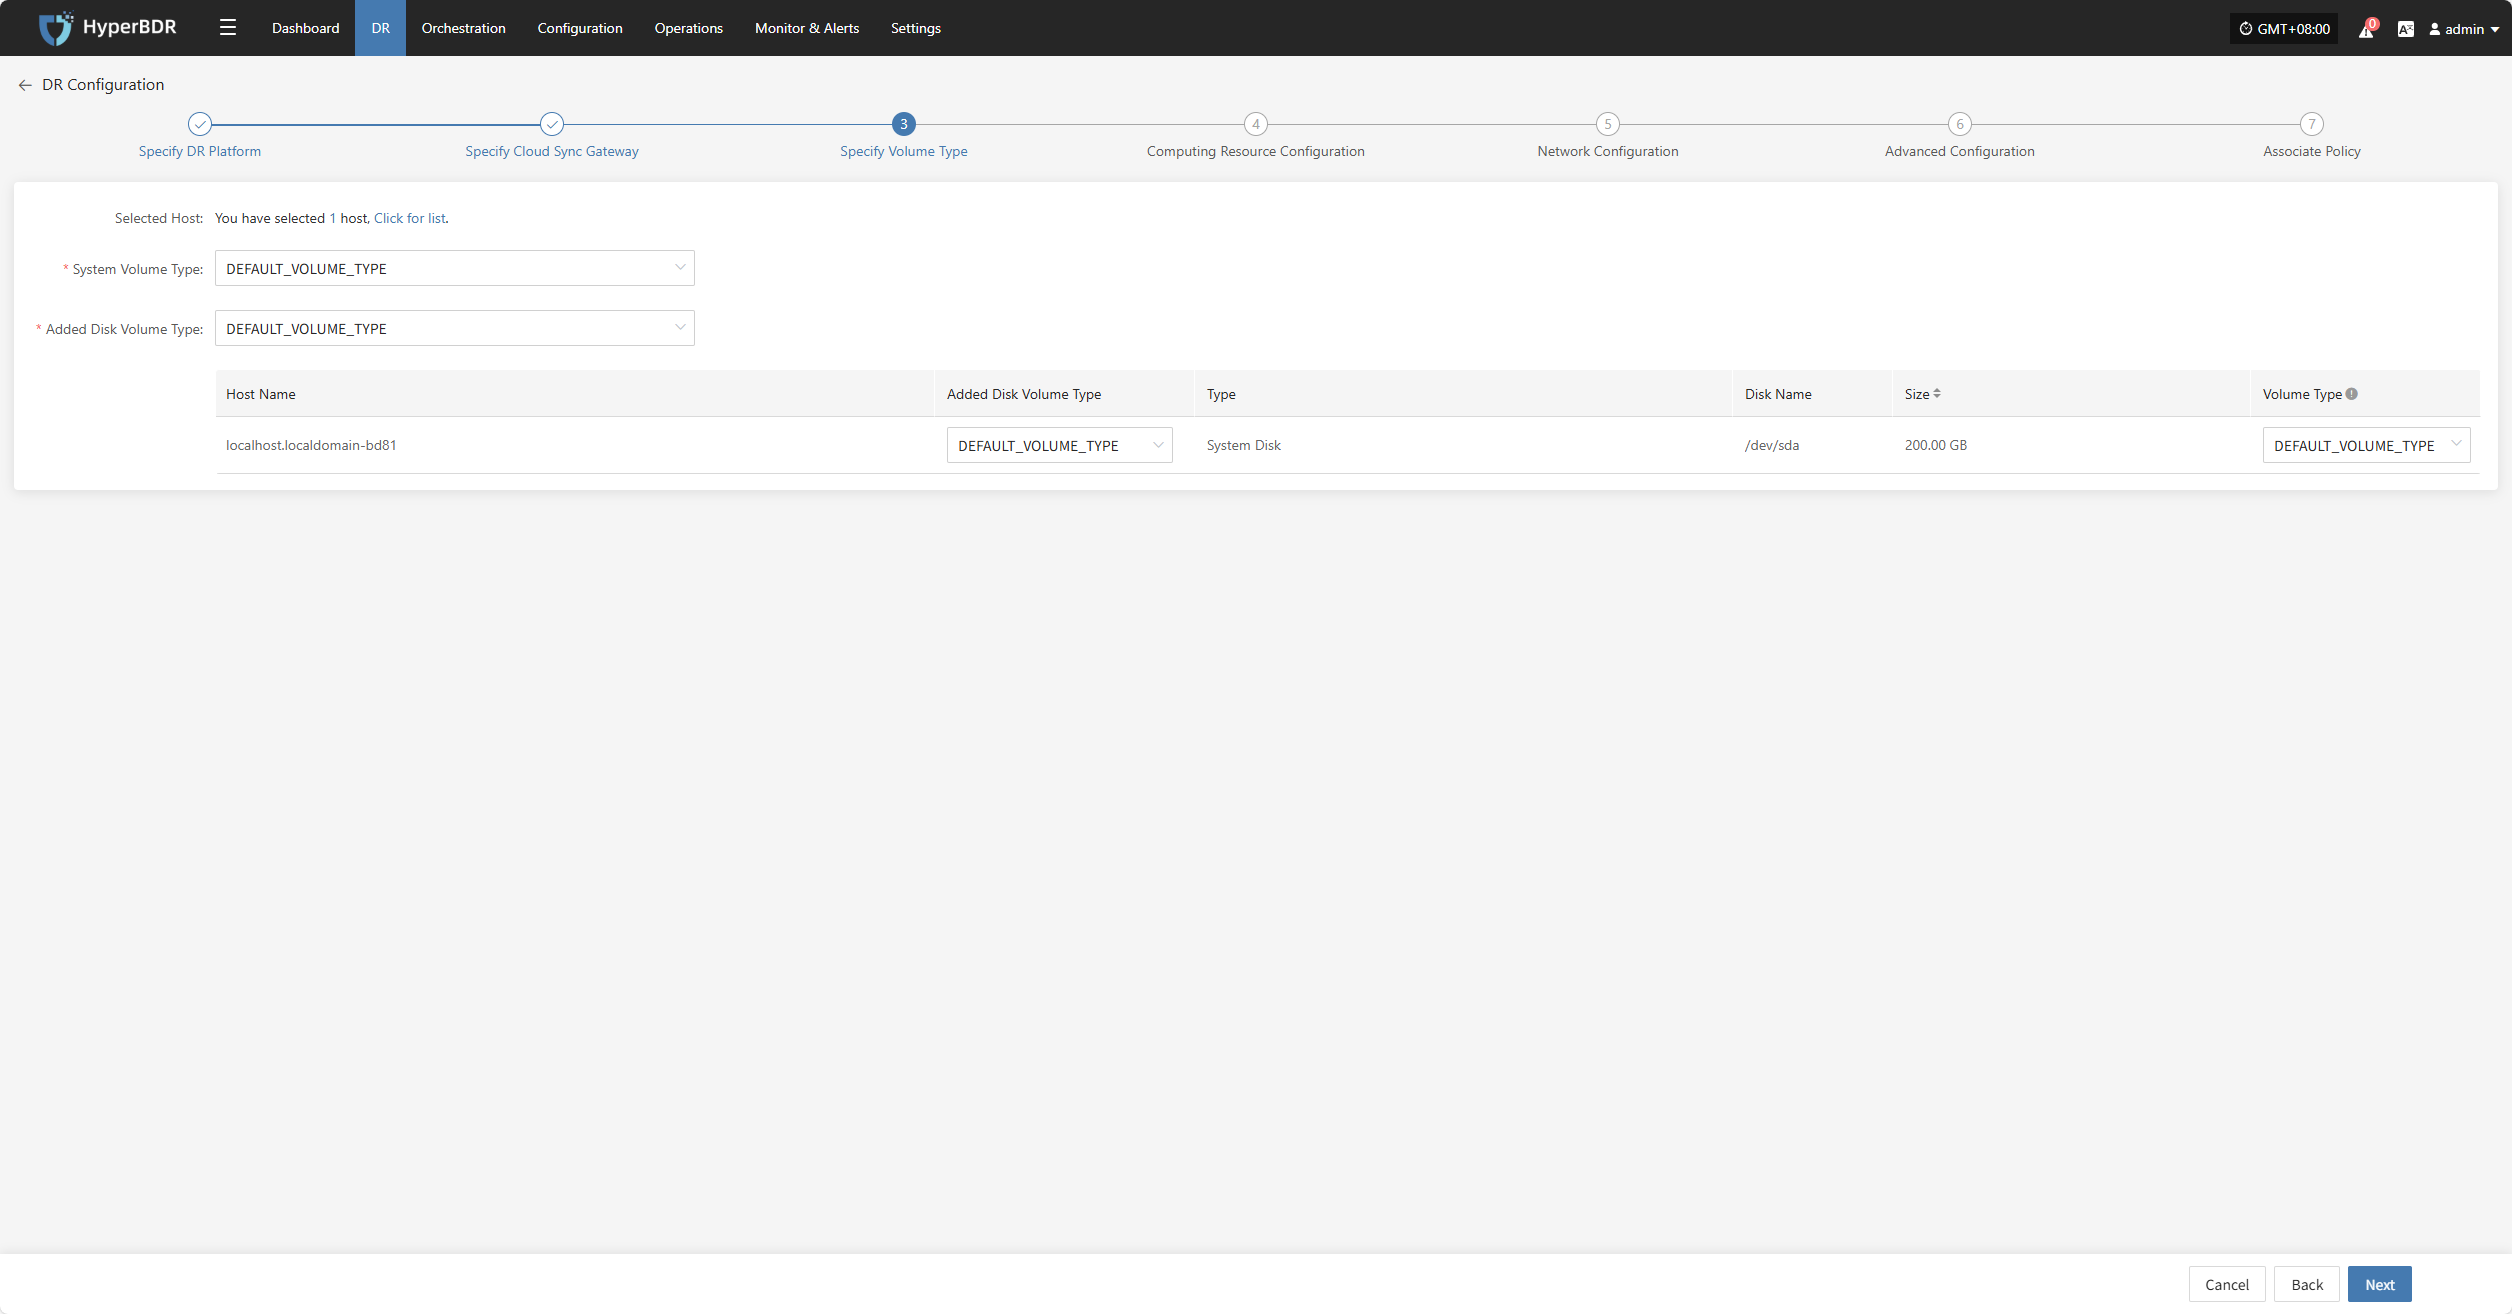 HyperBDR
Dashboard DR Orchestration Configuration Operations Monitor & Alerts Settings
GMT+08:00 0 A admin
DR Configuration
3 4 5 6 7
Specify DR Platform Specify Cloud Sync Gateway Specify Volume Type Computing Resource Configuration Network Configuration Advanced Configuration Associate Policy
Selected Host: You have selected 1 host, Click for list.
* System Volume Type: DEFAULT_VOLUME_TYPE
* Added Disk Volume Type: DEFAULT_VOLUME_TYPE
Host Name Added Disk Volume Type Type Disk Name Size Volume Type
localhost.localdomain-bd81 DEFAULT_VOLUME_TYPE System Disk /dev/sda 200.00 GB DEFAULT_VOLUME_TYPE
Cancel Back Next